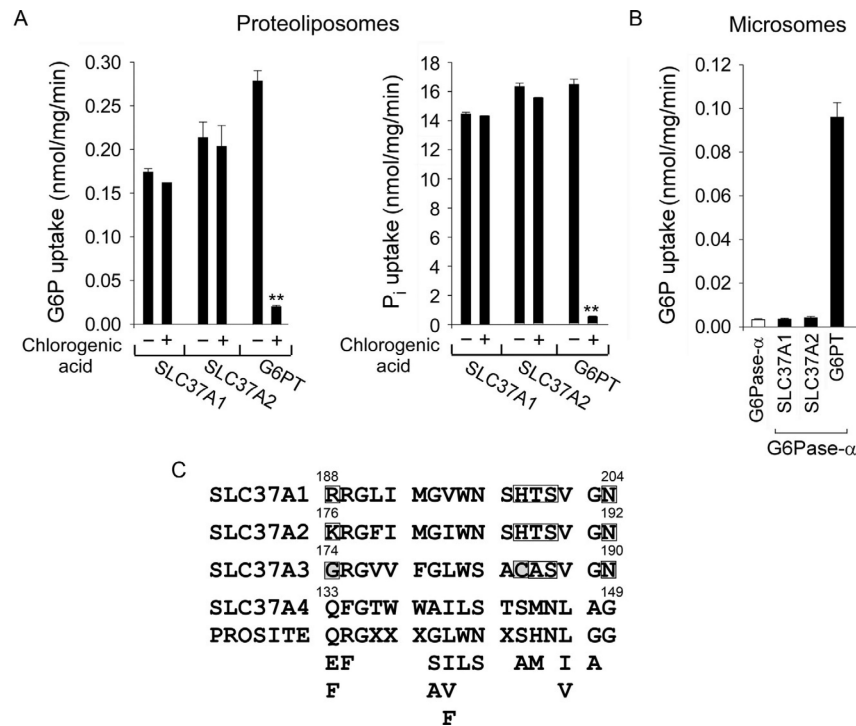 A
Proteoliposomes
G6P uptake (nmol/mg/min)
0.30
0.25
0.20
0.15
0.10
0.05
0.00
**
Chlorogenic acid
− + − + − +
SLC37A1
SLC37A2
G6PT
Pi uptake (nmol/mg/min)
18
16
14
12
10
8
6
4
2
0
**
Chlorogenic acid
− + − + − +
SLC37A1
SLC37A2
G6PT
B
Microsomes
G6P uptake (nmol/mg/min)
0.12
0.10
0.08
0.06
0.04
0.02
0.00
G6Pase-α
SLC37A1
SLC37A2
G6PT
G6Pase-α
C
188 204
SLC37A1 RRGLI MGVWN SHTSV GN
176 192
SLC37A2 KRGFI MGIWN SHTSV GN
174 190
SLC37A3 GRGVV FGLWS ACASV GN
133 149
SLC37A4 QFGTW WAILS TSMNL AG
PROSITE QRGXX XGLWN XSHNL GG
EF SILS AM I A
F AV V
F